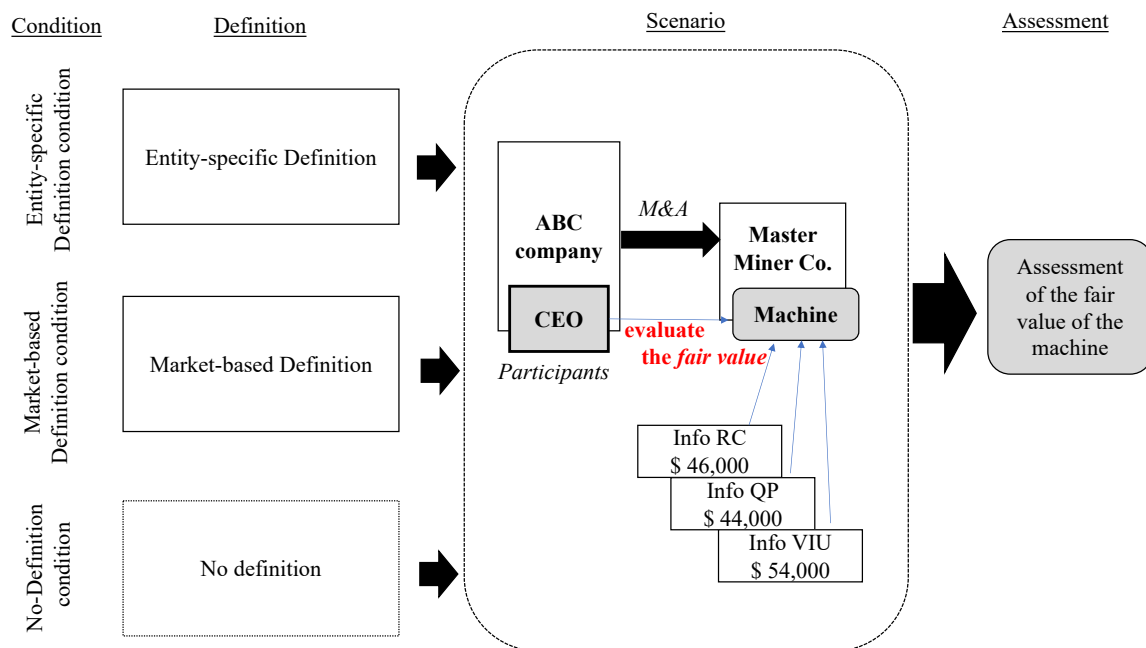 Condition
Definition
Scenario
Assessment
Entity-specific
Definition condition
Entity-specific Definition
Market-based
Definition condition
Market-based Definition
No-Definition
condition
No definition
ABC
company
M&A
Master
Miner Co.
CEO
Machine
evaluate
the fair value
Participants
Info RC
$ 46,000
Info QP
$ 44,000
Info VIU
$ 54,000
Assessment
of the fair
value of the
machine